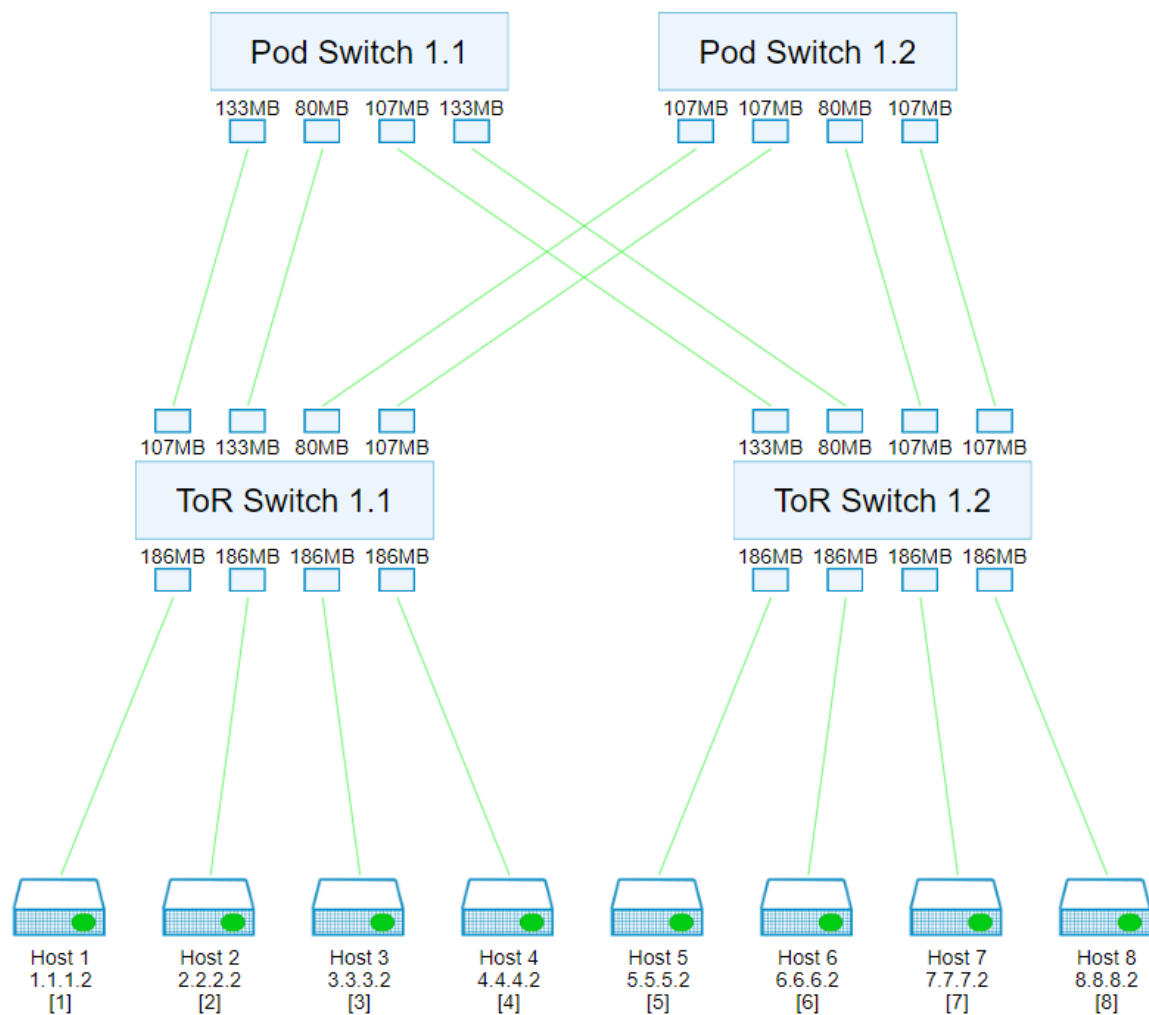 Pod Switch 1.1 Pod Switch 1.2
133MB 80MB 107MB 133MB 107MB 107MB 80MB 107MB
107MB 133MB 80MB 107MB 133MB 80MB 107MB 107MB
ToR Switch 1.1 ToR Switch 1.2
186MB 186MB 186MB 186MB 186MB 186MB 186MB 186MB
Host 1 Host 2 Host 3 Host 4 Host 5 Host 6 Host 7 Host 8
1.1.1.2 2.2.2.2 3.3.3.2 4.4.4.2 5.5.5.2 6.6.6.2 7.7.7.2 8.8.8.2
[1] [2] [3] [4] [5] [6] [7] [8]